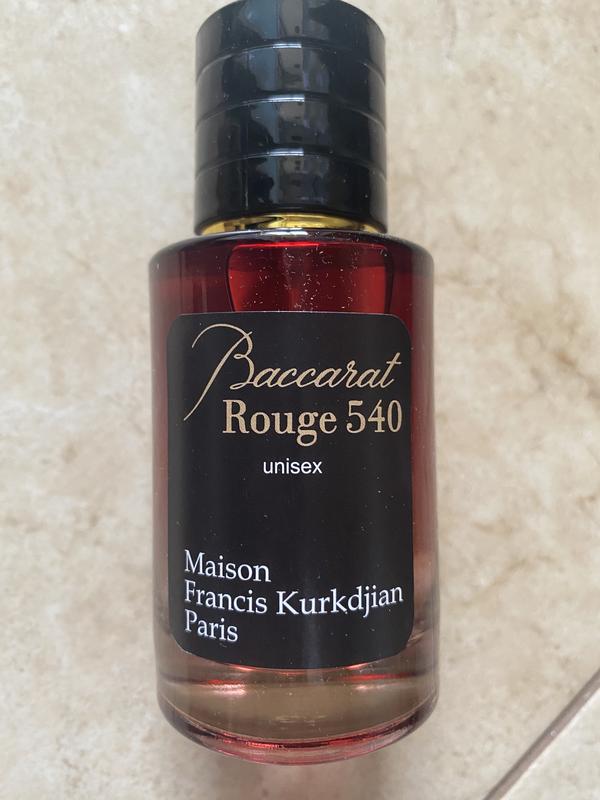 Baccarat
Rouge 540
unisex
Maison
Francis Kurkdjian
Paris